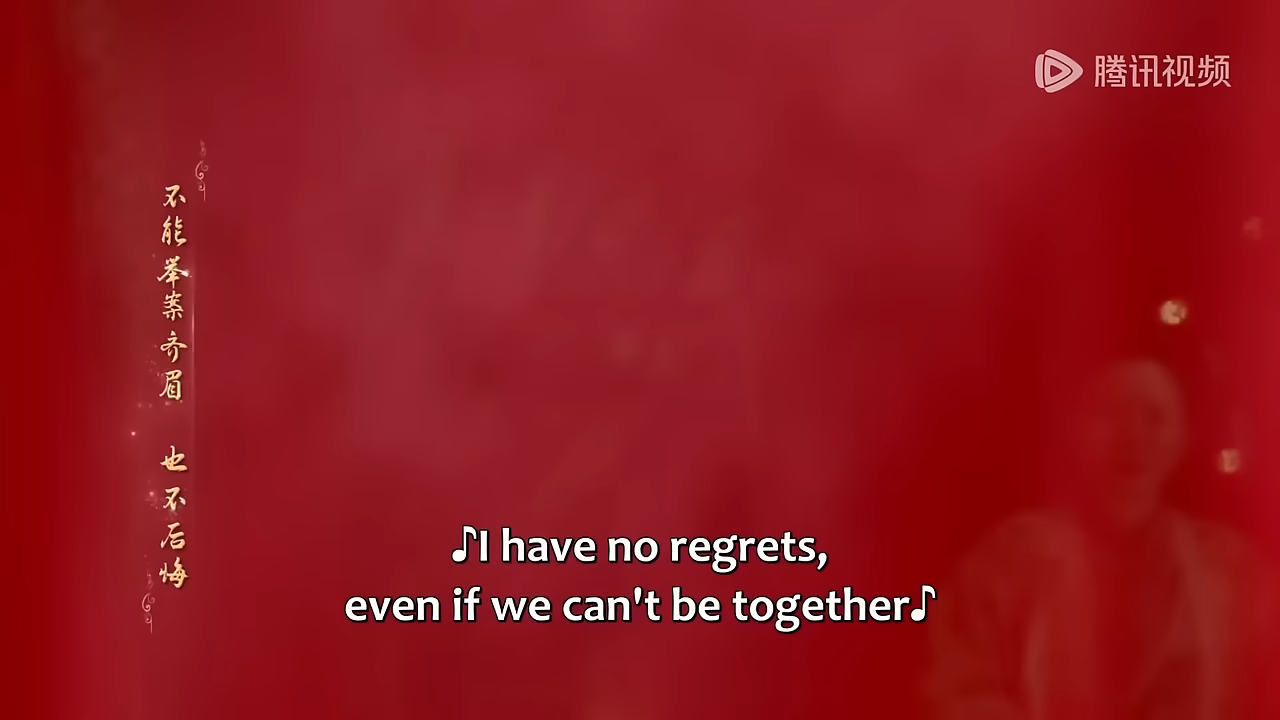 腾讯视频
不能举案齐眉 也不后悔
♪I have no regrets,
even if we can't be together♪